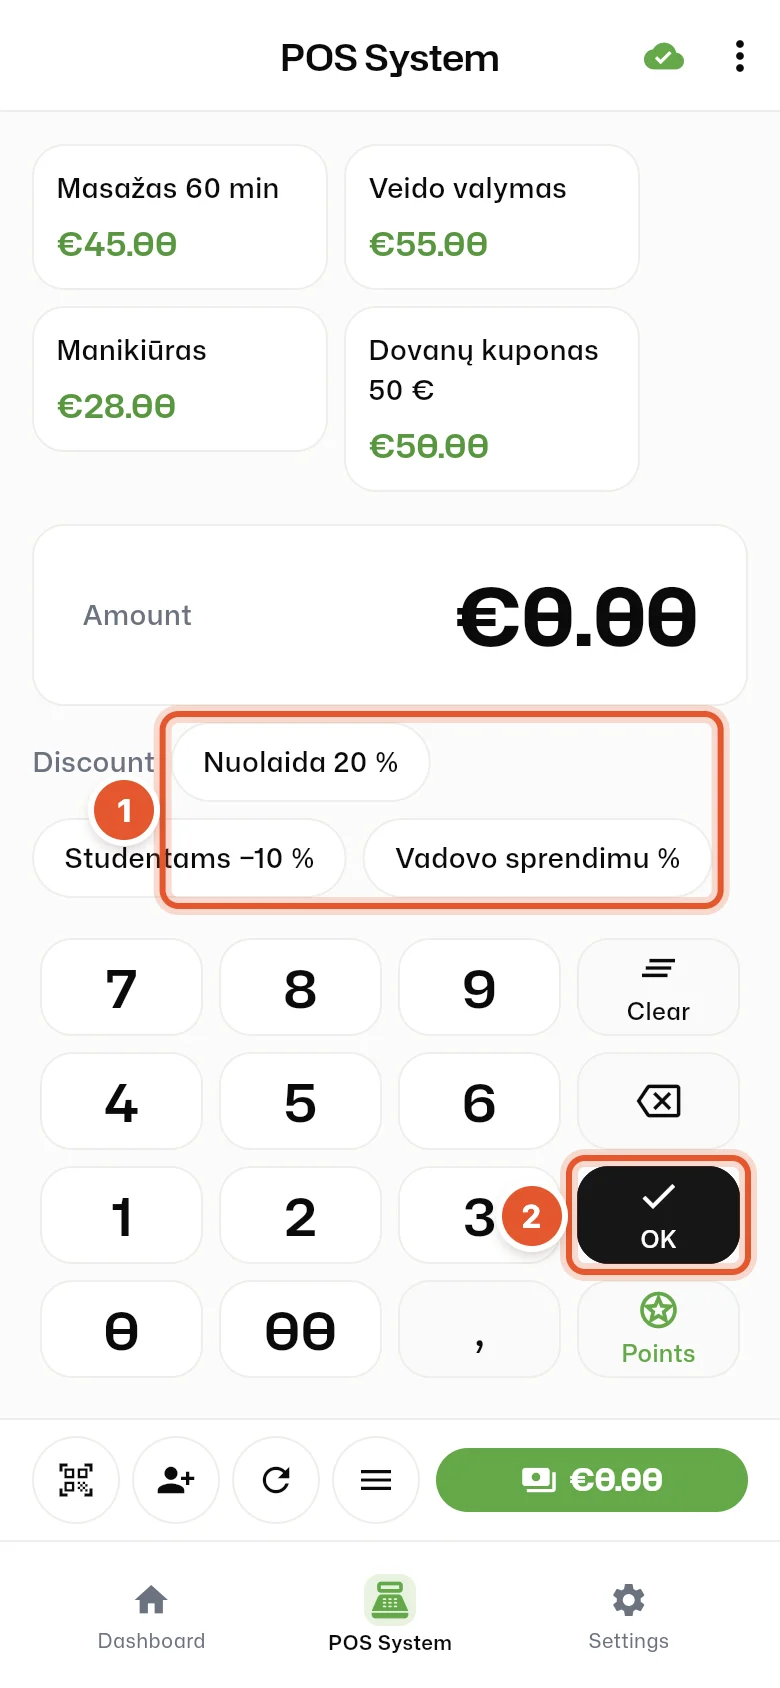 POS System
Masažas 60 min
€45.00
Veido valymas
€55.00
Manikiūras
€28.00
Dovanų kuponas
50 €
€50.00
Amount
€0.00
Discount
Nuolaida 20 %
1
Studentams −10 %
Vadovo sprendimu %
7
8
9
Clear
4
5
6
1
2
3
2
OK
0
00
,
Points
€0.00
Dashboard
POS System
Settings